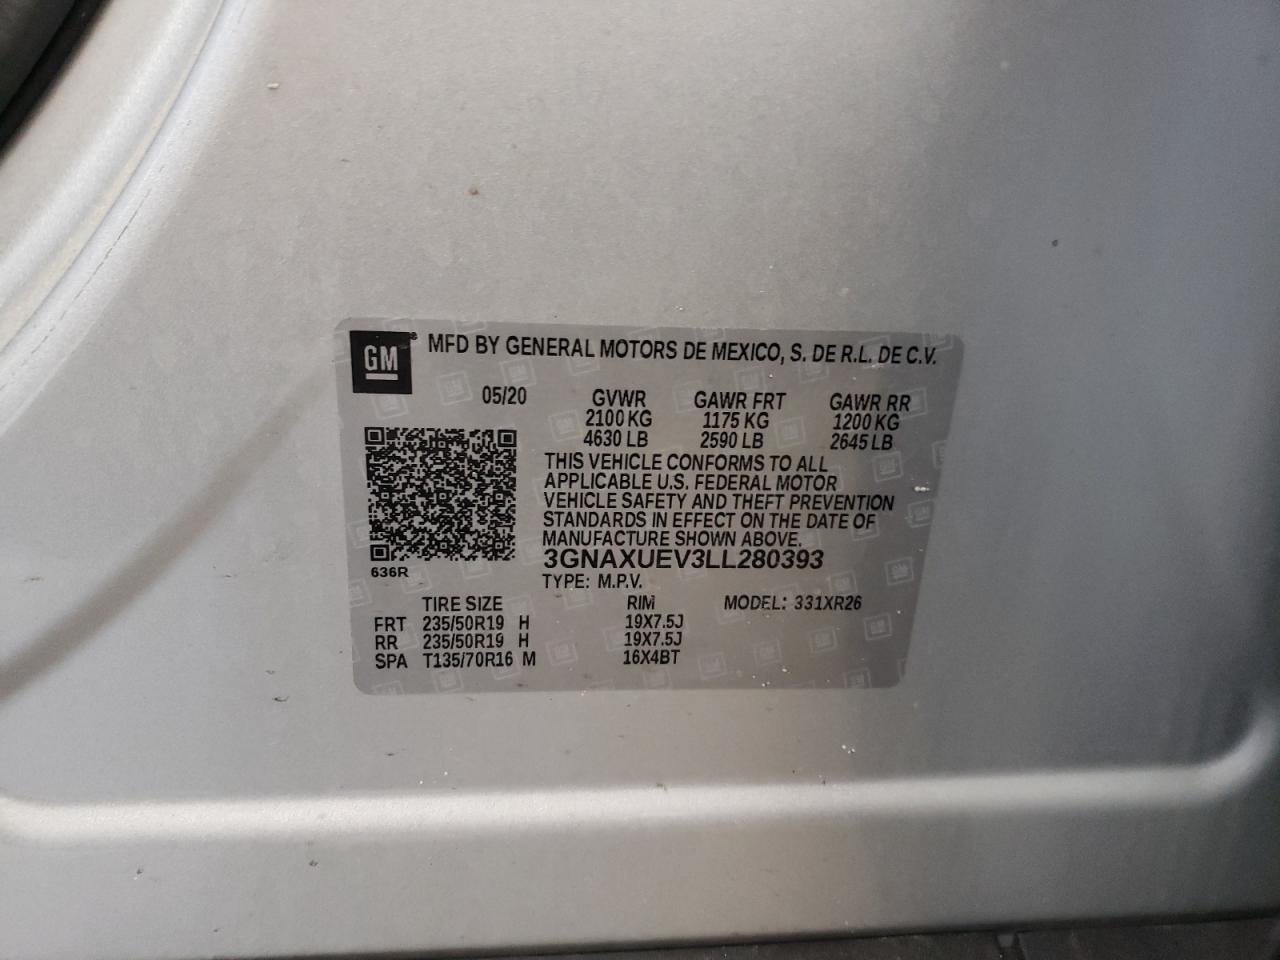 GM® MFD BY GENERAL MOTORS DE MEXICO, S. DE R.L. DE C.V.
05/20 GVWR GAWR FRT GAWR RR
2100 KG 1175 KG 1200 KG
4630 LB 2590 LB 2645 LB
THIS VEHICLE CONFORMS TO ALL
APPLICABLE U.S. FEDERAL MOTOR
VEHICLE SAFETY AND THEFT PREVENTION
STANDARDS IN EFFECT ON THE DATE OF
MANUFACTURE SHOWN ABOVE.
3GNAXUEV3LL280393
636R TYPE: M.P.V.
TIRE SIZE RIM MODEL: 331XR26
FRT 235/50R19 H 19X7.5J
RR 235/50R19 H 19X7.5J
SPA T135/70R16 M 16X4BT